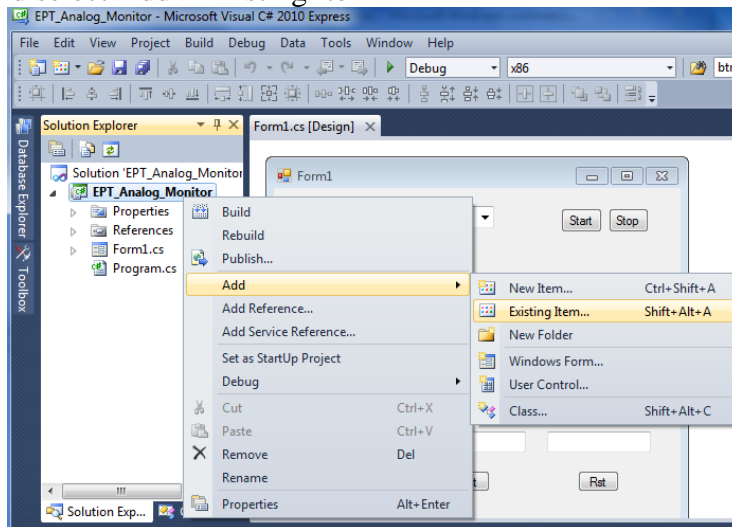 EPT_Analog_Monitor - Microsoft Visual C# 2010 Express
File Edit View Project Build Debug Data Tools Window Help
Debug x86
Solution Explorer
Form1.cs [Design]
Database Explorer
Toolbox
Solution 'EPT_Analog_Monitor
EPT_Analog_Monitor
Properties
References
Form1.cs
Program.cs
Form1
Start Stop
Build
Rebuild
Publish...
Add
Add Reference...
Add Service Reference...
Set as StartUp Project
Debug
Cut Ctrl+X
Paste Ctrl+V
Remove Del
Rename
Properties Alt+Enter
New Item... Ctrl+Shift+A
Existing Item... Shift+Alt+A
New Folder
Windows Form...
User Control...
Class... Shift+Alt+C
Rst
Solution Exp...